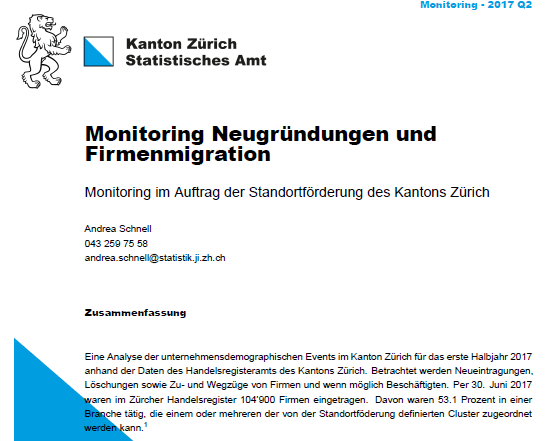 Monitoring - 2017 Q2
Kanton Zürich
Statistisches Amt
Monitoring Neugründungen und
Firmenmigration
Monitoring im Auftrag der Standortförderung des Kantons Zürich
Andrea Schnell
043 259 75 58
andrea.schnell@statistik.ji.zh.ch
Zusammenfassung
Eine Analyse der unternehmensdemographischen Events im Kanton Zürich für das erste Halbjahr 2017
anhand der Daten des Handelsregisteramts des Kantons Zürich. Betrachtet werden Neueintragungen,
Löschungen sowie Zu- und Wegzüge von Firmen und wenn möglich Beschäftigten. Per 30. Juni 2017
waren im Zürcher Handelsregister 104'900 Firmen eingetragen. Davon waren 53.1 Prozent in einer
Branche tätig, die einem oder mehreren der von der Standortföderung definierten Cluster zugeordnet
werden kann.¹